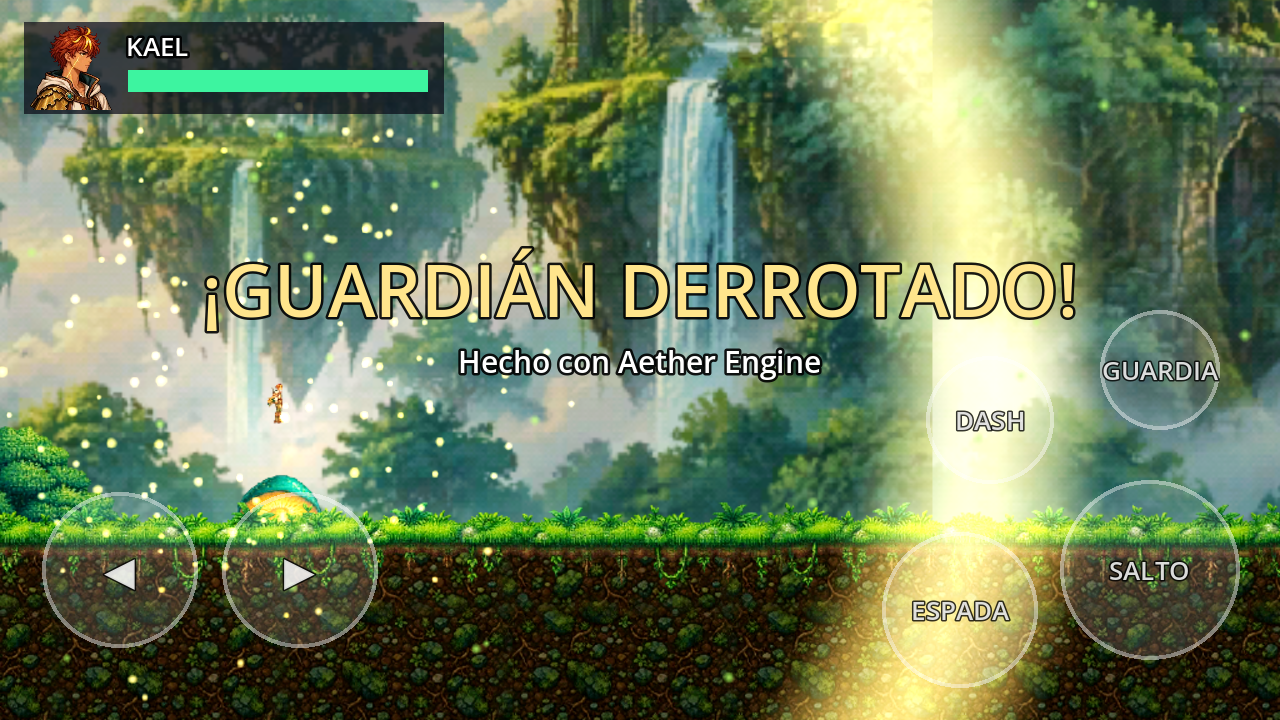 KAEL
¡GUARDIÁN DERROTADO!
Hecho con Aether Engine
GUARDIA
DASH
SALTO
ESPADA